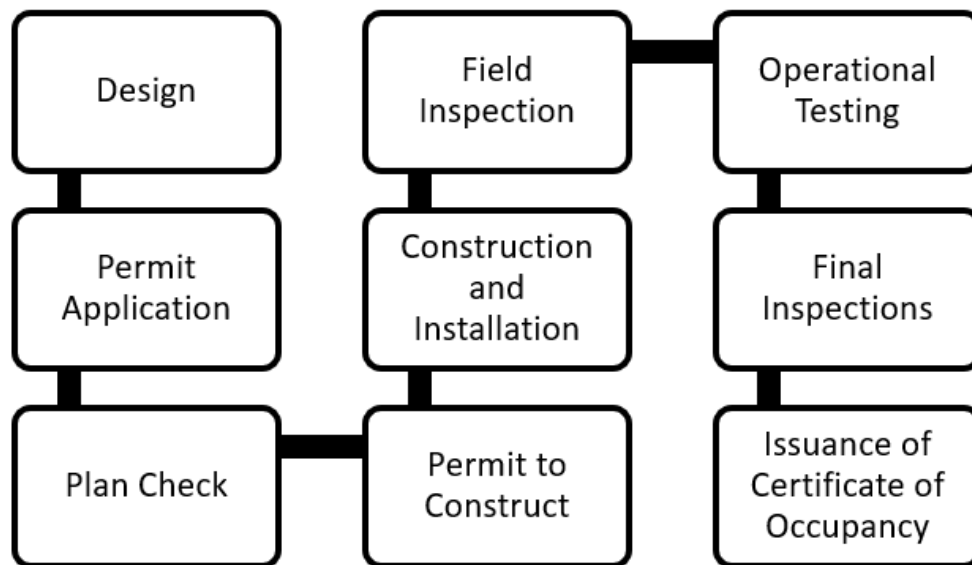 Design
Permit
Application
Plan Check
Permit to
Construct
Construction
and
Installation
Field
Inspection
Operational
Testing
Final
Inspections
Issuance of
Certificate of
Occupancy